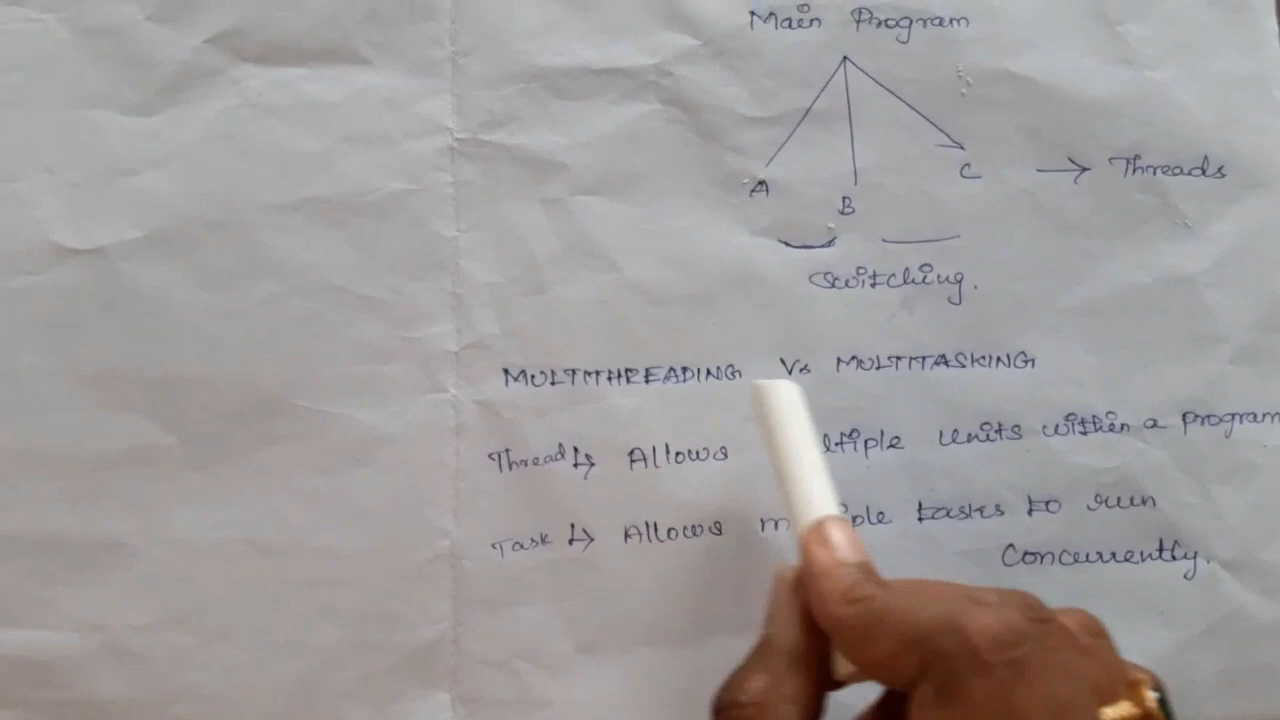 Main Program
A
B
C
→ Threads
Switching.
MULTITHREADING Vs MULTITASKING
Thread ↳ Allows units within a program
Task ↳ Allows tasks to run
Concurrently.